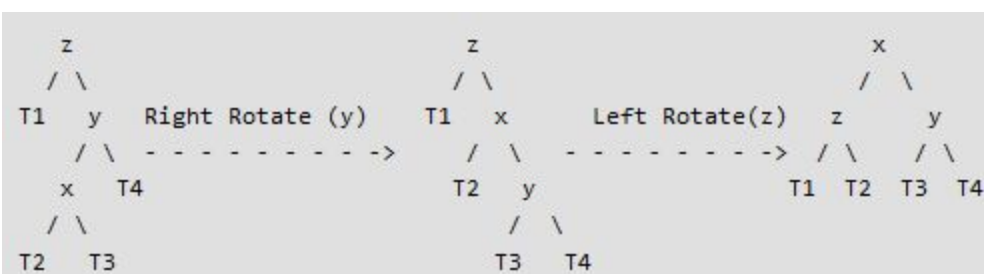 z z x
/ \ / \ / \
T1 y Right Rotate (y) T1 x Left Rotate(z) z y
/ \ - - - - - - - - -> / \ - - - - - - - -> / \ / \
x T4 T2 y T1 T2 T3 T4
/ \ / \
T2 T3 T3 T4